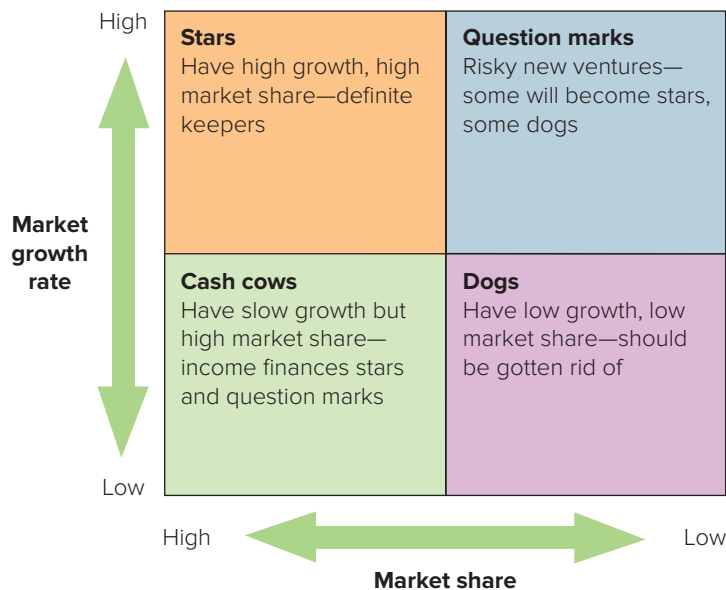 High
Stars
Have high growth, high
market share—definite
keepers
Question marks
Risky new ventures—
some will become stars,
some dogs
Market
growth
rate
Cash cows
Have slow growth but
high market share—
income finances stars
and question marks
Dogs
Have low growth, low
market share—should
be gotten rid of
Low
High
Low
Market share